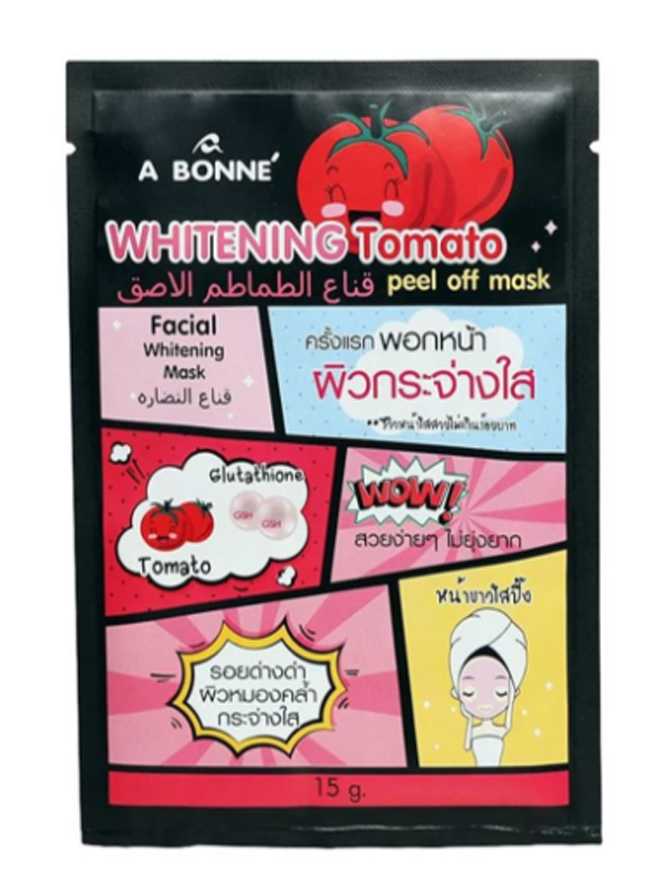 A BONNÉ
WHITENING Tomato
قناع الطماطم الاصق peel off mask
Facial
Whitening
Mask
قناع النضاره
ครั้งแรก พอกหน้า
ผิวกระจ่างใส
Glutathione
GSH
GSH
Tomato
WOW!
สวยง่ายๆ ไม่ยุ่งยาก
หน้าขาวใสปิ๊ง
รอยด่างดำ
ผิวหมองคล้ำ
กระจ่างใส
15 g.